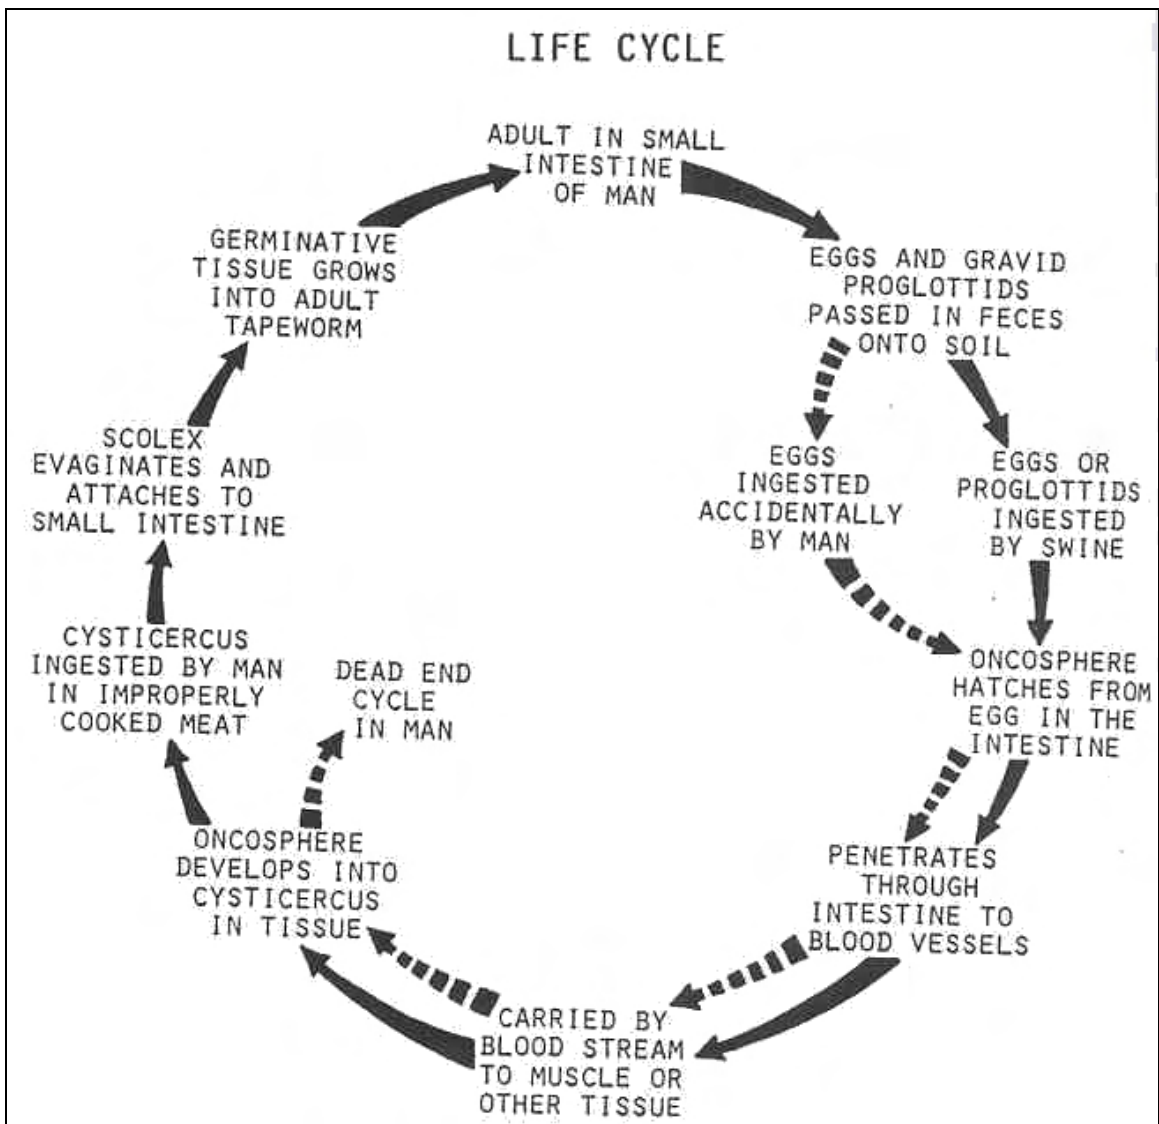 LIFE CYCLE
ADULT IN SMALL
INTESTINE
OF MAN
EGGS AND GRAVID
PROGLOTTIDS
PASSED IN FECES
ONTO SOIL
EGGS
INGESTED
ACCIDENTALLY
BY MAN
EGGS OR
PROGLOTTIDS
INGESTED
BY SWINE
ONCOSPHERE
HATCHES FROM
EGG IN THE
INTESTINE
PENETRATES
THROUGH
INTESTINE TO
BLOOD VESSELS
CARRIED BY
BLOOD STREAM
TO MUSCLE OR
OTHER TISSUE
ONCOSPHERE
DEVELOPS INTO
CYSTICERCUS
IN TISSUE
DEAD END
CYCLE
IN MAN
CYSTICERCUS
INGESTED BY MAN
IN IMPROPERLY
COOKED MEAT
SCOLEX
EVAGINATES AND
ATTACHES TO
SMALL INTESTINE
GERMINATIVE
TISSUE GROWS
INTO ADULT
TAPEWORM